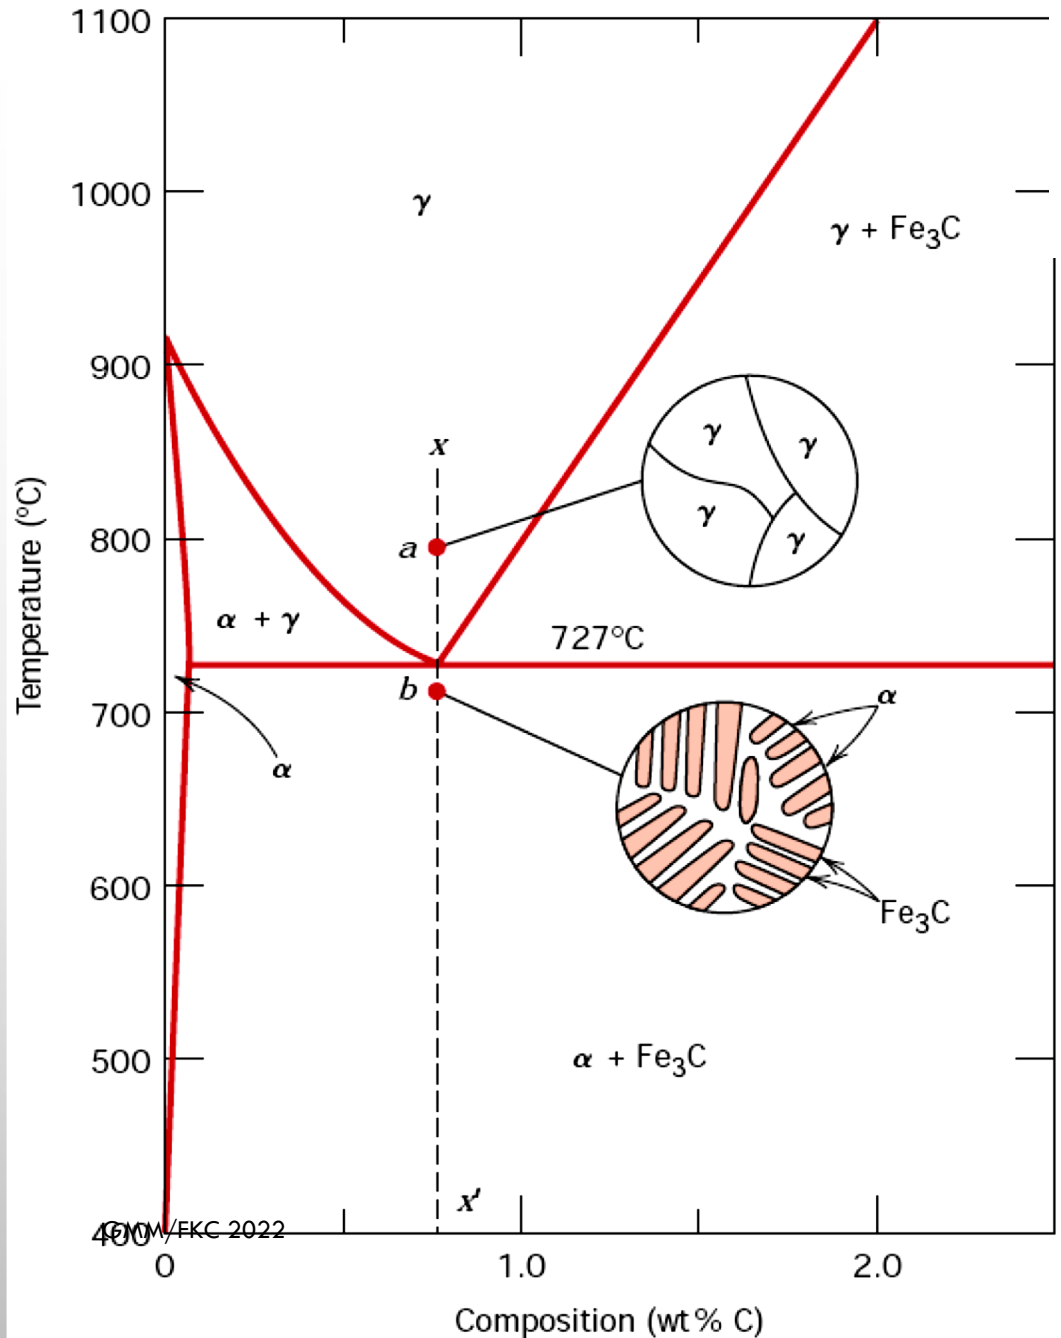 1100
1000
900
800
700
600
500
400
GMM/FKC 2022
0
1.0
2.0
Temperature (°C)
Composition (wt % C)
γ
γ + Fe₃C
x
γ
γ
γ
γ
a
α + γ
727°C
b
α
α
Fe₃C
α + Fe₃C
x′